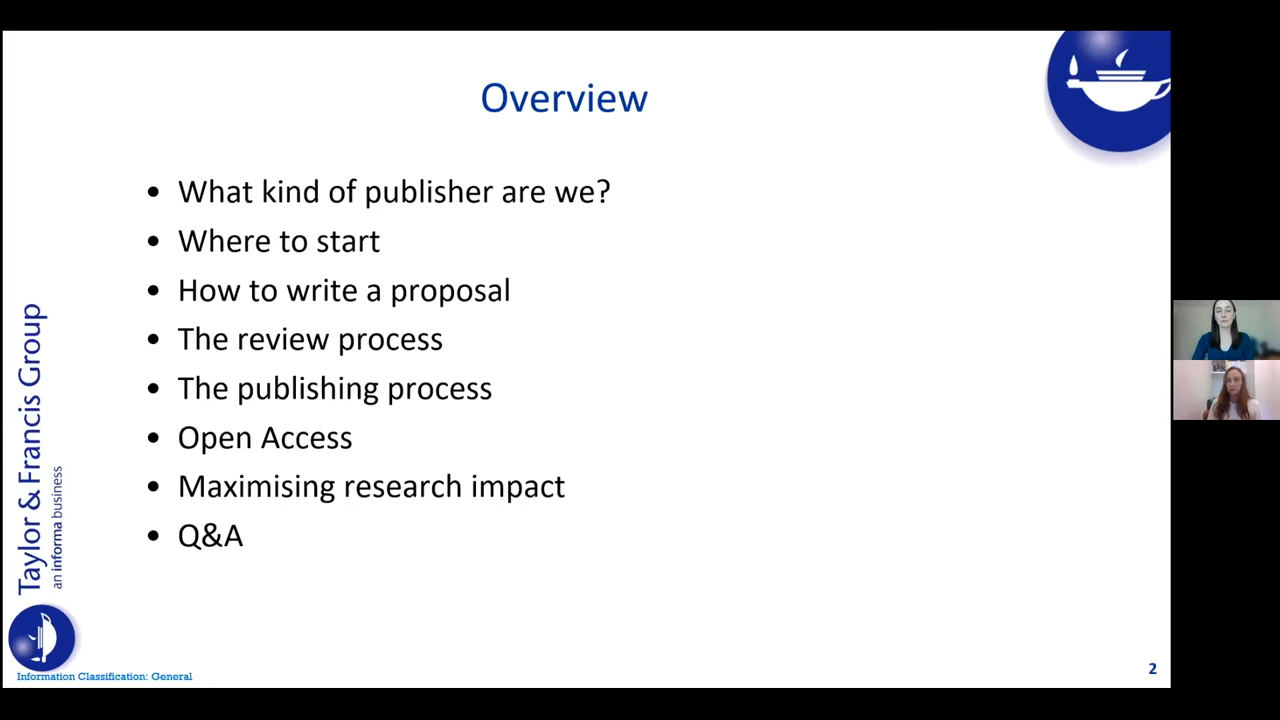 Overview
• What kind of publisher are we?
• Where to start
• How to write a proposal
• The review process
• The publishing process
• Open Access
• Maximising research impact
• Q&A
Taylor & Francis Group
an informa business
Information Classification: General
2